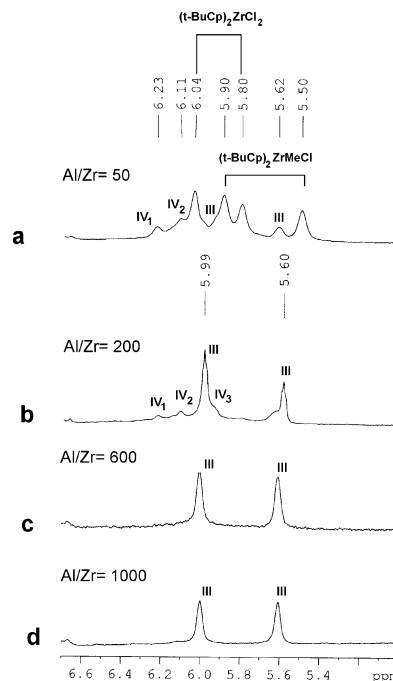 (t-BuCp)₂ZrCl₂
6.23 6.11 6.04 5.90 5.80 5.62 5.50
(t-BuCp)₂ZrMeCl
Al/Zr= 50
IV₁ IV₂ III III
a
5.99 5.60
Al/Zr= 200
III III
IV₁ IV₂ IV₃
b
Al/Zr= 600
III III
c
Al/Zr= 1000
III III
d
6.6 6.4 6.2 6.0 5.8 5.6 5.4 ppm